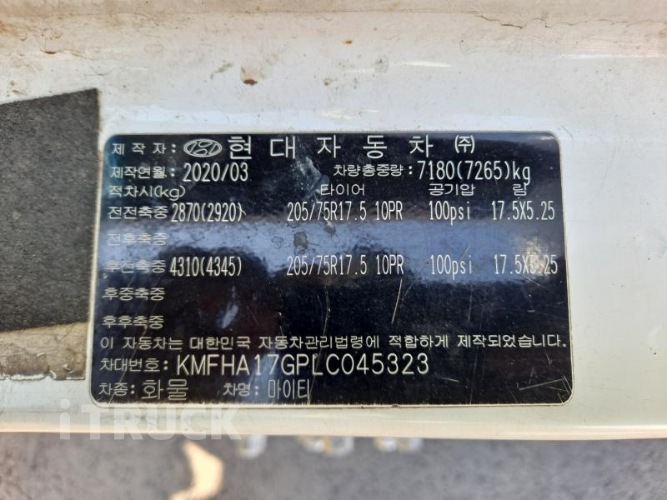 제작자: 현대자동차 ㈜
제작연월: 2020/03 차량총중량: 7180(7265)kg
적차시(kg) 타이어 공기압 림
전전축중 2870(2920) 205/75R17.5 10PR 100psi 17.5X5.25
전후축중
후전축중 4310(4345) 205/75R17.5 10PR 100psi 17.5X5.25
후중축중
후후축중
이 자동차는 대한민국 자동차관리법령에 적합하게 제작되었습니다.
차대번호: KMFHA17GPLC045323
차종: 화물 차명: 마이티
iTRUCK